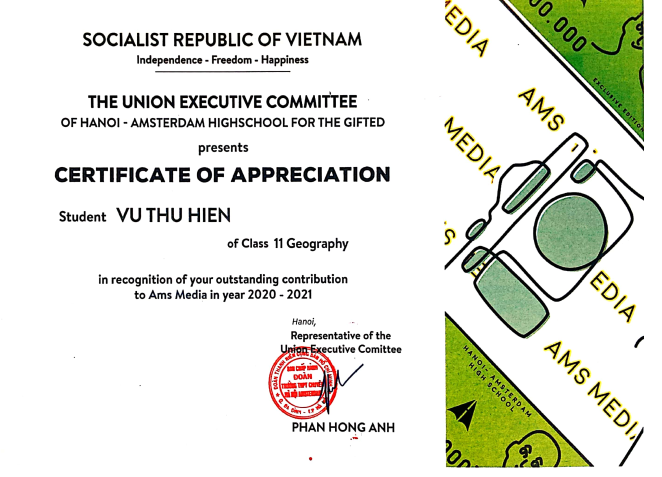 SOCIALIST REPUBLIC OF VIETNAM
Independence - Freedom - Happiness
THE UNION EXECUTIVE COMMITTEE
OF HANOI - AMSTERDAM HIGHSCHOOL FOR THE GIFTED
presents
CERTIFICATE OF APPRECIATION
Student VU THU HIEN
of Class 11 Geography
in recognition of your outstanding contribution
to Ams Media in year 2020 - 2021
Hanoi,
Representative of the
Union Executive Comittee
BAN CHẤP HÀNH
ĐOÀN
TRƯỜNG THPT CHUYÊN
HÀ NỘI AMSTERDAM
PHAN HONG ANH
EDIA
00.000
EXCLUSIVE EDITION
AMS
MEDIA
S
EDIA
AMS MEDI
HANOI - AMSTERDAM
HIGH SCHOOL